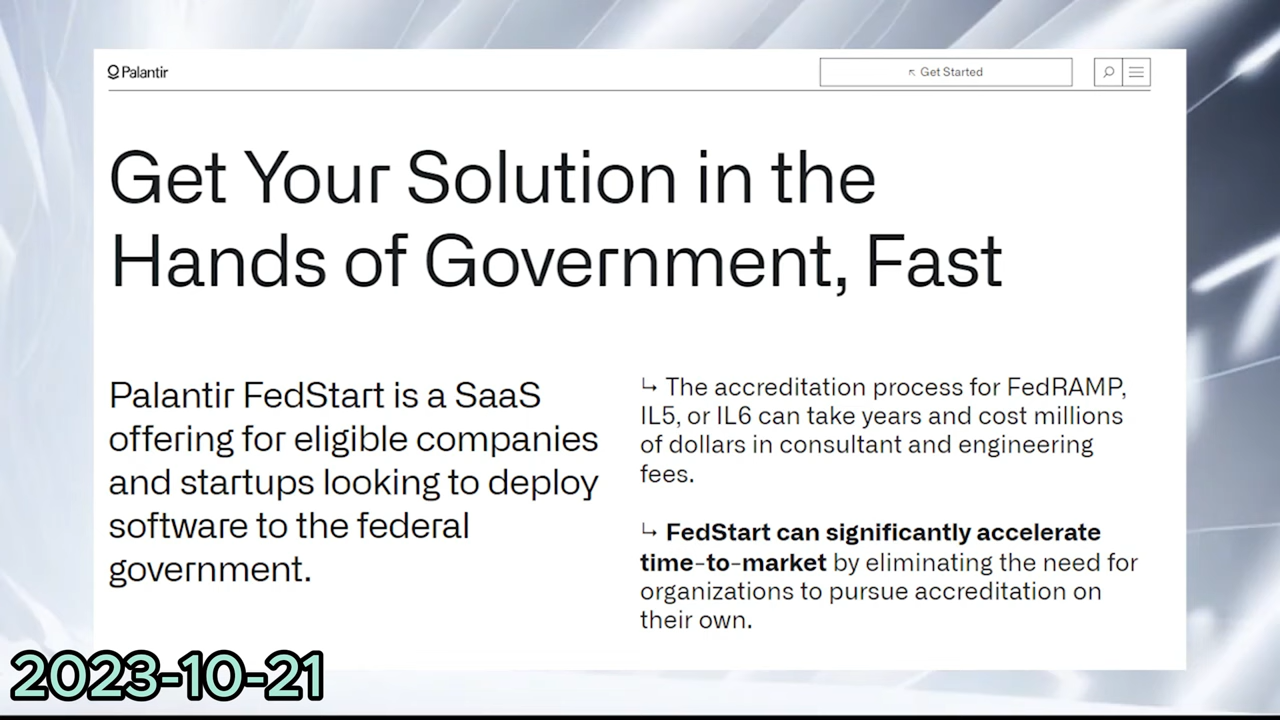 Palantir
Get Started
Get Your Solution in the
Hands of Government, Fast
Palantir FedStart is a SaaS
offering for eligible companies
and startups looking to deploy
software to the federal
government.
↳ The accreditation process for FedRAMP,
IL5, or IL6 can take years and cost millions
of dollars in consultant and engineering
fees.
↳ FedStart can significantly accelerate
time-to-market by eliminating the need for
organizations to pursue accreditation on
their own.
2023-10-21